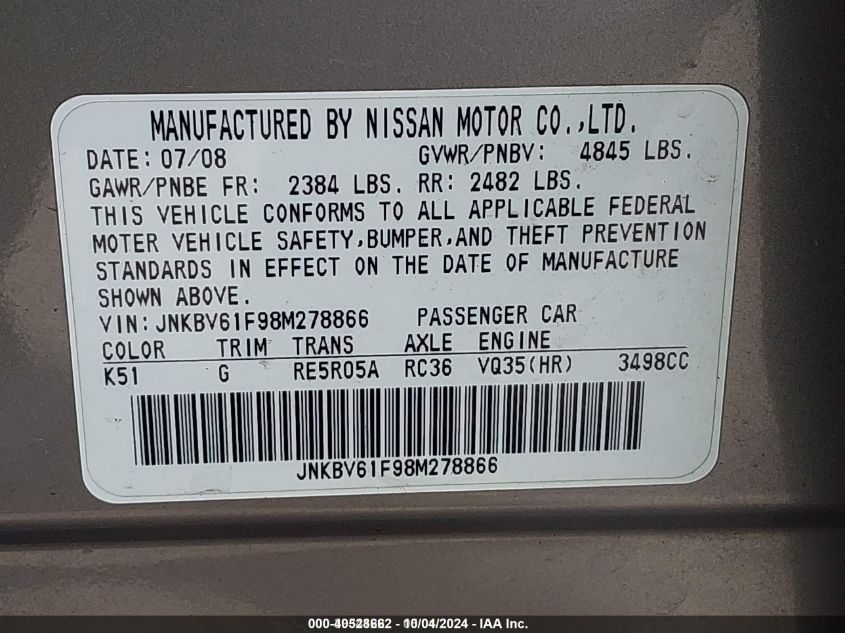 MANUFACTURED BY NISSAN MOTOR CO.,LTD.
DATE: 07/08 GVWR/PNBV: 4845 LBS.
GAWR/PNBE FR: 2384 LBS. RR: 2482 LBS.
THIS VEHICLE CONFORMS TO ALL APPLICABLE FEDERAL
MOTER VEHICLE SAFETY,BUMPER,AND THEFT PREVENTION
STANDARDS IN EFFECT ON THE DATE OF MANUFACTURE
SHOWN ABOVE.
VIN:JNKBV61F98M278866 PASSENGER CAR
COLOR TRIM TRANS AXLE ENGINE
K51 G RE5R05A RC36 VQ35(HR) 3498CC
JNKBV61F98M278866
- IAA Inc.